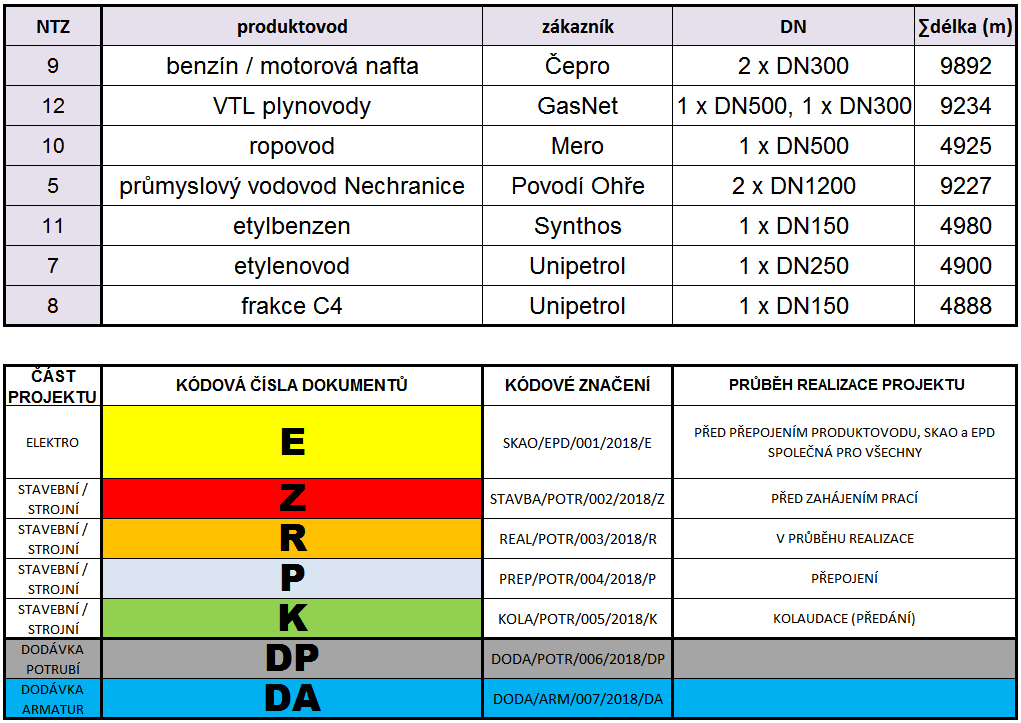 NTZ produktovod zákazník DN ∑délka (m)
9 benzín / motorová nafta Čepro 2 x DN300 9892
12 VTL plynovody GasNet 1 x DN500, 1 x DN300 9234
10 ropovod Mero 1 x DN500 4925
5 průmyslový vodovod Nechranice Povodí Ohře 2 x DN1200 9227
11 etylbenzen Synthos 1 x DN150 4980
7 etylenovod Unipetrol 1 x DN250 4900
8 frakce C4 Unipetrol 1 x DN150 4888
ČÁST
PROJEKTU
KÓDOVÁ ČÍSLA DOKUMENTŮ
KÓDOVÉ ZNAČENÍ
PRŮBĚH REALIZACE PROJEKTU
ELEKTRO
E
SKAO/EPD/001/2018/E
PŘED PŘEPOJENÍM PRODUKTOVODU, SKAO a EPD
SPOLEČNÁ PRO VŠECHNY
STAVEBNÍ /
STROJNÍ
Z
STAVBA/POTR/002/2018/Z
PŘED ZAHÁJENÍM PRACÍ
STAVEBNÍ /
STROJNÍ
R
REAL/POTR/003/2018/R
V PRŮBĚHU REALIZACE
STAVEBNÍ /
STROJNÍ
P
PREP/POTR/004/2018/P
PŘEPOJENÍ
STAVEBNÍ /
STROJNÍ
K
KOLA/POTR/005/2018/K
KOLAUDACE (PŘEDÁNÍ)
DODÁVKA
POTRUBÍ
DP
DODA/POTR/006/2018/DP
DODÁVKA
ARMATUR
DA
DODA/ARM/007/2018/DA